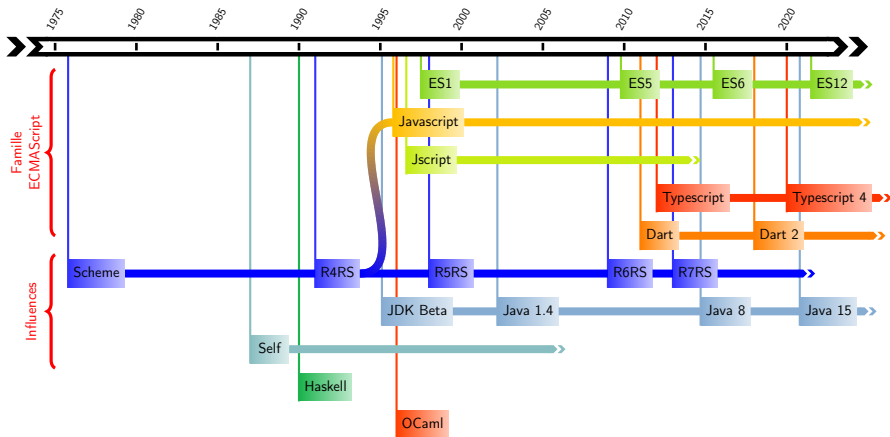 1975 1980 1985 1990 1995 2000 2005 2010 2015 2020
Famille
ECMAScript
ES1 ES5 ES6 ES12
Javascript
Jscript
Typescript Typescript 4
Dart Dart 2
Influences
Scheme R4RS R5RS R6RS R7RS
JDK Beta Java 1.4 Java 8 Java 15
Self
Haskell
OCaml